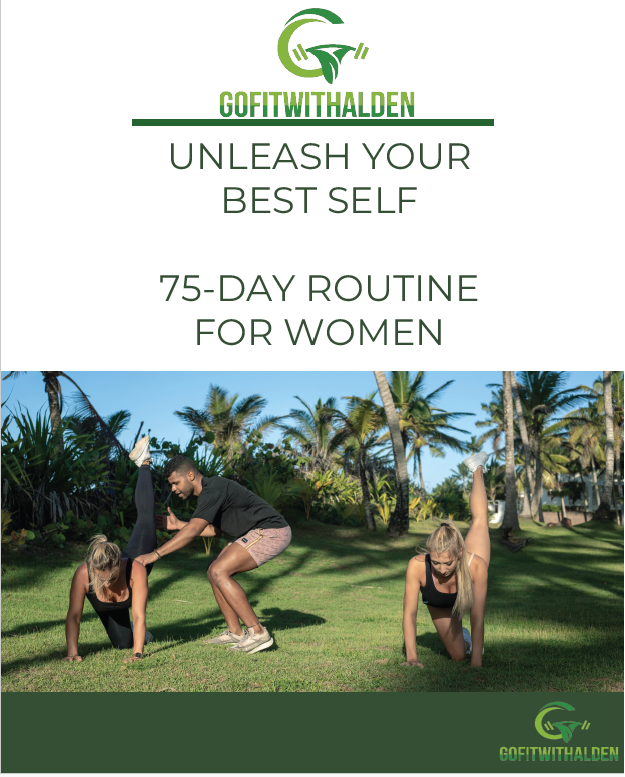 GOFITWITHALDEN
UNLEASH YOUR
BEST SELF
75-DAY ROUTINE
FOR WOMEN
GOFITWITHALDEN